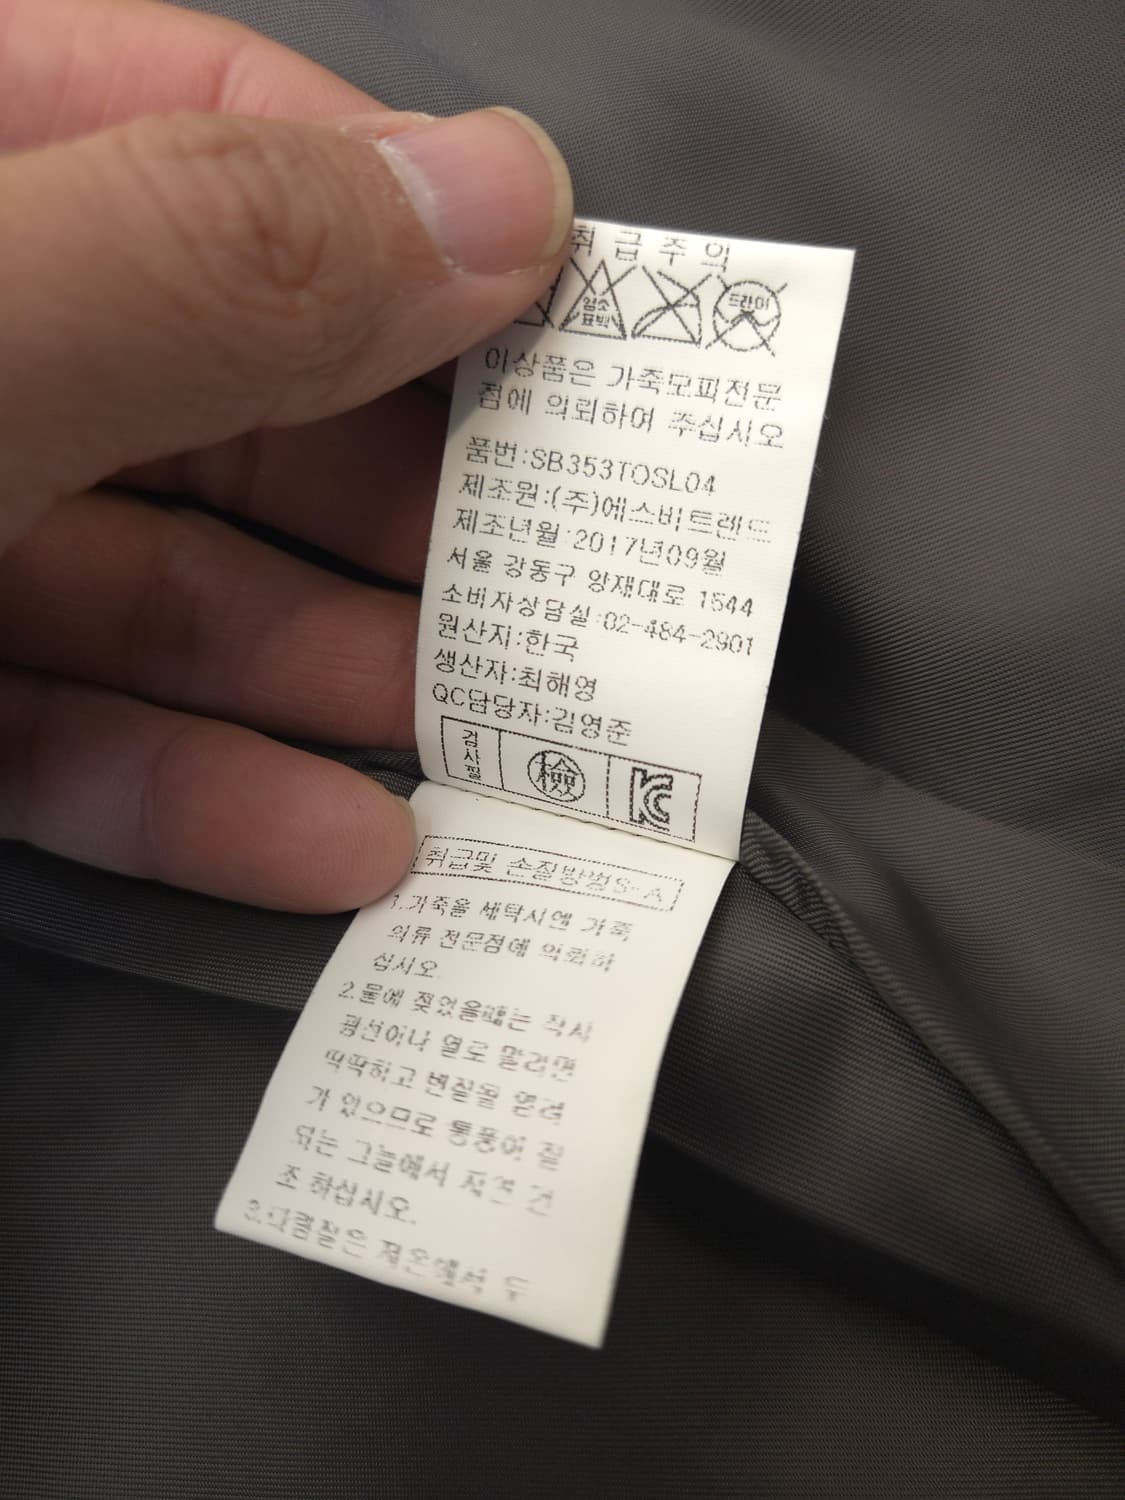 취급주의
염소
표백
드라이
이상품은 가죽모피전문
점에 의뢰하여 주십시오
품번:SB353TOSL04
제조원:(주)에스비트렌드
제조년월:2017년09월
서울 강동구 양재대로 1544
소비자상담실:02-484-2901
원산지:한국
생산자:최해영
QC담당자:김영준
검사필
檢
취급및 손질방법S-A
1.가죽을 세탁시엔 가죽
의류 전문점에 의뢰하
십시오.
2.물에 젖었을때는 직사
광선이나 열로 말리면
딱딱하고 변질될 염려
가 있으므로 통풍이 잘
되는 그늘에서 자연 건
조 하십시오.
3.다림질은 저온에서